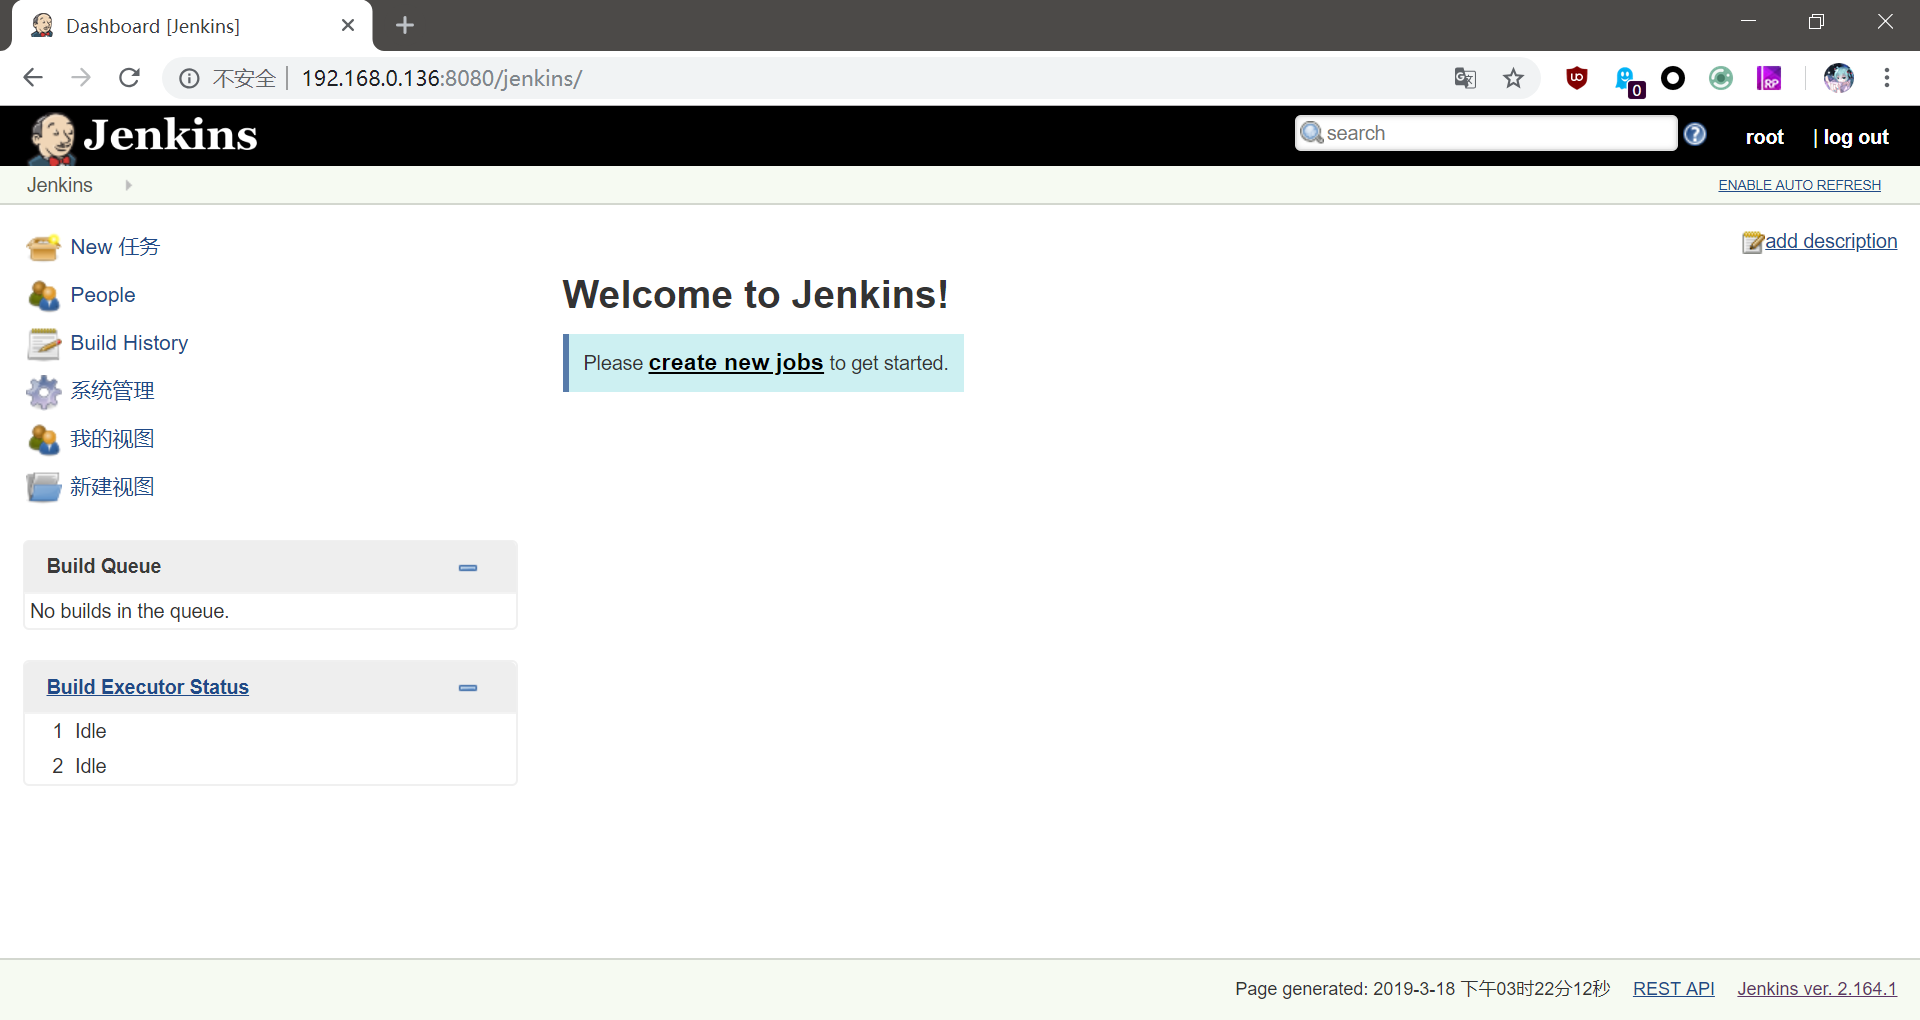 Dashboard [Jenkins]
不安全 192.168.0.136:8080/jenkins/
0
RP
Jenkins
search
root | log out
Jenkins
ENABLE AUTO REFRESH
New 任务
People
Build History
系统管理
我的视图
新建视图
add description
Welcome to Jenkins!
Please create new jobs to get started.
Build Queue
No builds in the queue.
Build Executor Status
1 Idle
2 Idle
Page generated: 2019-3-18 下午03时22分12秒 REST API Jenkins ver. 2.164.1